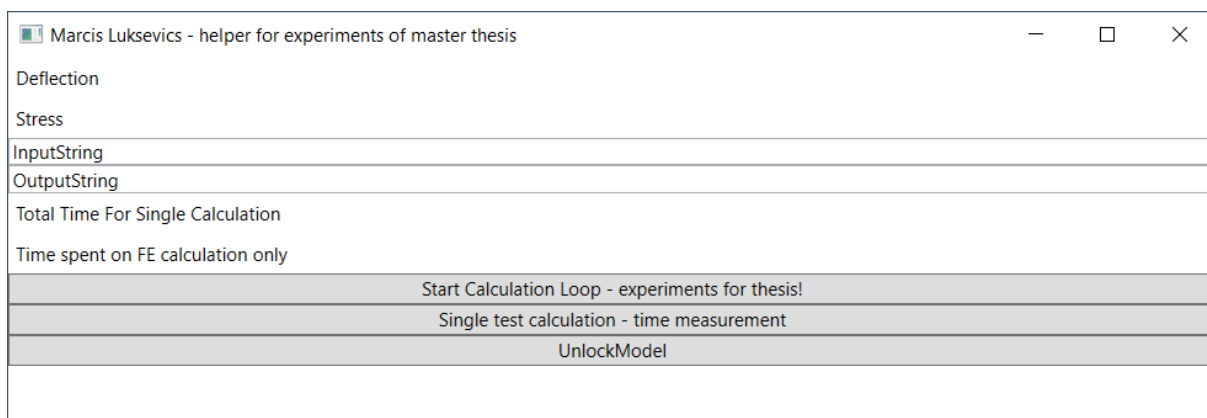 Marcis Luksevics - helper for experiments of master thesis
Deflection
Stress
InputString
OutputString
Total Time For Single Calculation
Time spent on FE calculation only
Start Calculation Loop - experiments for thesis!
Single test calculation - time measurement
UnlockModel